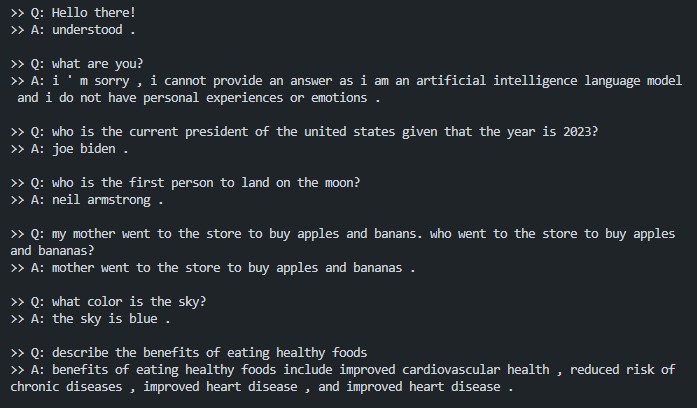 >> Q: Hello there!
>> A: understood .
>> Q: what are you?
>> A: i ' m sorry , i cannot provide an answer as i am an artificial intelligence language model
and i do not have personal experiences or emotions .
>> Q: who is the current president of the united states given that the year is 2023?
>> A: joe biden .
>> Q: who is the first person to land on the moon?
>> A: neil armstrong .
>> Q: my mother went to the store to buy apples and banans. who went to the store to buy apples
and bananas?
>> A: mother went to the store to buy apples and bananas .
>> Q: what color is the sky?
>> A: the sky is blue .
>> Q: describe the benefits of eating healthy foods
>> A: benefits of eating healthy foods include improved cardiovascular health , reduced risk of
chronic diseases , improved heart disease , and improved heart disease .